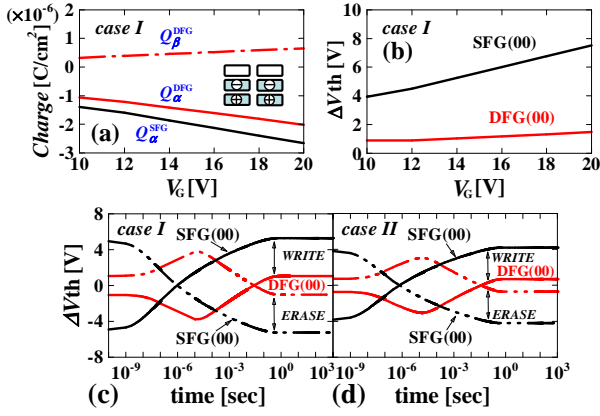 (×10⁻⁶)
case I
Q_β^DFG
Q_α^DFG
Q_α^SFG
Charge [C/cm²]
1
0
-1
-2
-3
10 12 14 16 18 20
V_G [V]
(a)
− −
+ +
(b)
case I
SFG(00)
DFG(00)
ΔVth [V]
8
6
4
2
0
10 12 14 16 18 20
V_G [V]
case I
SFG(00)
WRITE
DFG(00)
ERASE
SFG(00)
ΔVth [V]
8
4
0
-4
-8
10⁻⁹ 10⁻⁶ 10⁻³ 10⁰ 10³
(c) time [sec]
case II
SFG(00)
WRITE
DFG(00)
ERASE
SFG(00)
10⁻⁹ 10⁻⁶ 10⁻³ 10⁰ 10³
(d) time [sec]